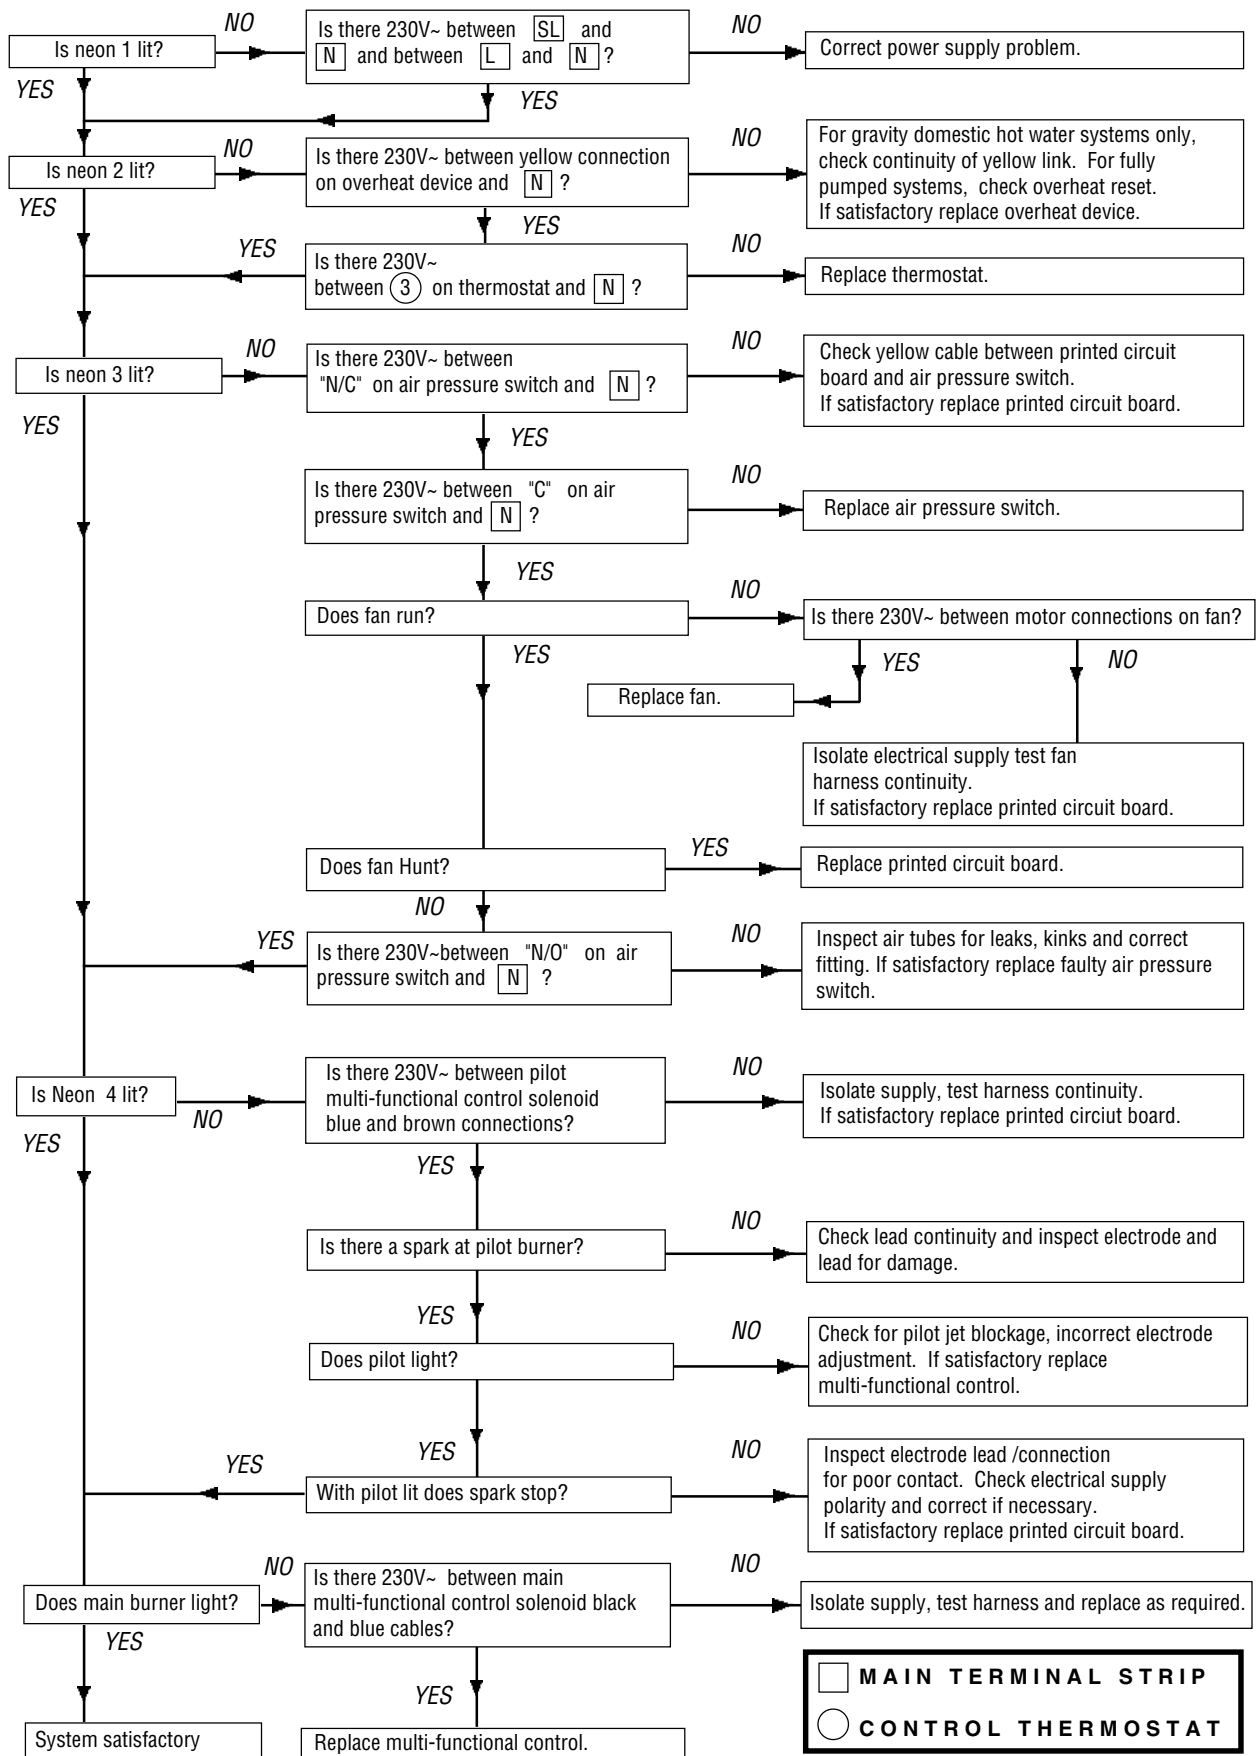 NO
Is neon 1 lit?
Is there 230V~ between SL and
N and between L and N ?
NO
Correct power supply problem.
YES
YES
Is neon 2 lit?
NO
Is there 230V~ between yellow connection
on overheat device and N ?
NO
For gravity domestic hot water systems only,
check continuity of yellow link. For fully
pumped systems, check overheat reset.
If satisfactory replace overheat device.
YES
YES
YES
Is there 230V~
between 3 on thermostat and N ?
NO
Replace thermostat.
Is neon 3 lit?
NO
Is there 230V~ between
"N/C" on air pressure switch and N ?
NO
Check yellow cable between printed circuit
board and air pressure switch.
If satisfactory replace printed circuit board.
YES
YES
Is there 230V~ between "C" on air
pressure switch and N ?
NO
Replace air pressure switch.
YES
Does fan run?
NO
Is there 230V~ between motor connections on fan?
YES
YES
NO
Replace fan.
Isolate electrical supply test fan
harness continuity.
If satisfactory replace printed circuit board.
Does fan Hunt?
YES
Replace printed circuit board.
NO
YES
Is there 230V~between "N/O" on air
pressure switch and N ?
NO
Inspect air tubes for leaks, kinks and correct
fitting. If satisfactory replace faulty air pressure
switch.
Is Neon 4 lit?
NO
Is there 230V~ between pilot
multi-functional control solenoid
blue and brown connections?
NO
Isolate supply, test harness continuity.
If satisfactory replace printed circiut board.
YES
YES
Is there a spark at pilot burner?
NO
Check lead continuity and inspect electrode and
lead for damage.
YES
Does pilot light?
NO
Check for pilot jet blockage, incorrect electrode
adjustment. If satisfactory replace
multi-functional control.
YES
YES
With pilot lit does spark stop?
NO
Inspect electrode lead /connection
for poor contact. Check electrical supply
polarity and correct if necessary.
If satisfactory replace printed circuit board.
Does main burner light?
NO
Is there 230V~ between main
multi-functional control solenoid black
and blue cables?
NO
Isolate supply, test harness and replace as required.
YES
YES
System satisfactory
Replace multi-functional control.
MAIN TERMINAL STRIP
CONTROL THERMOSTAT